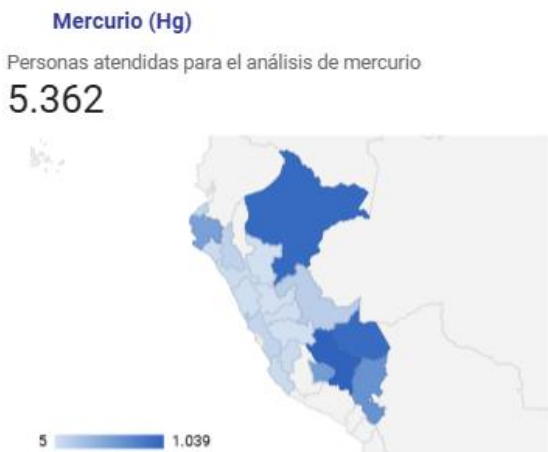 Mercurio (Hg)
Personas atendidas para el análisis de mercurio
5.362
5 1.039